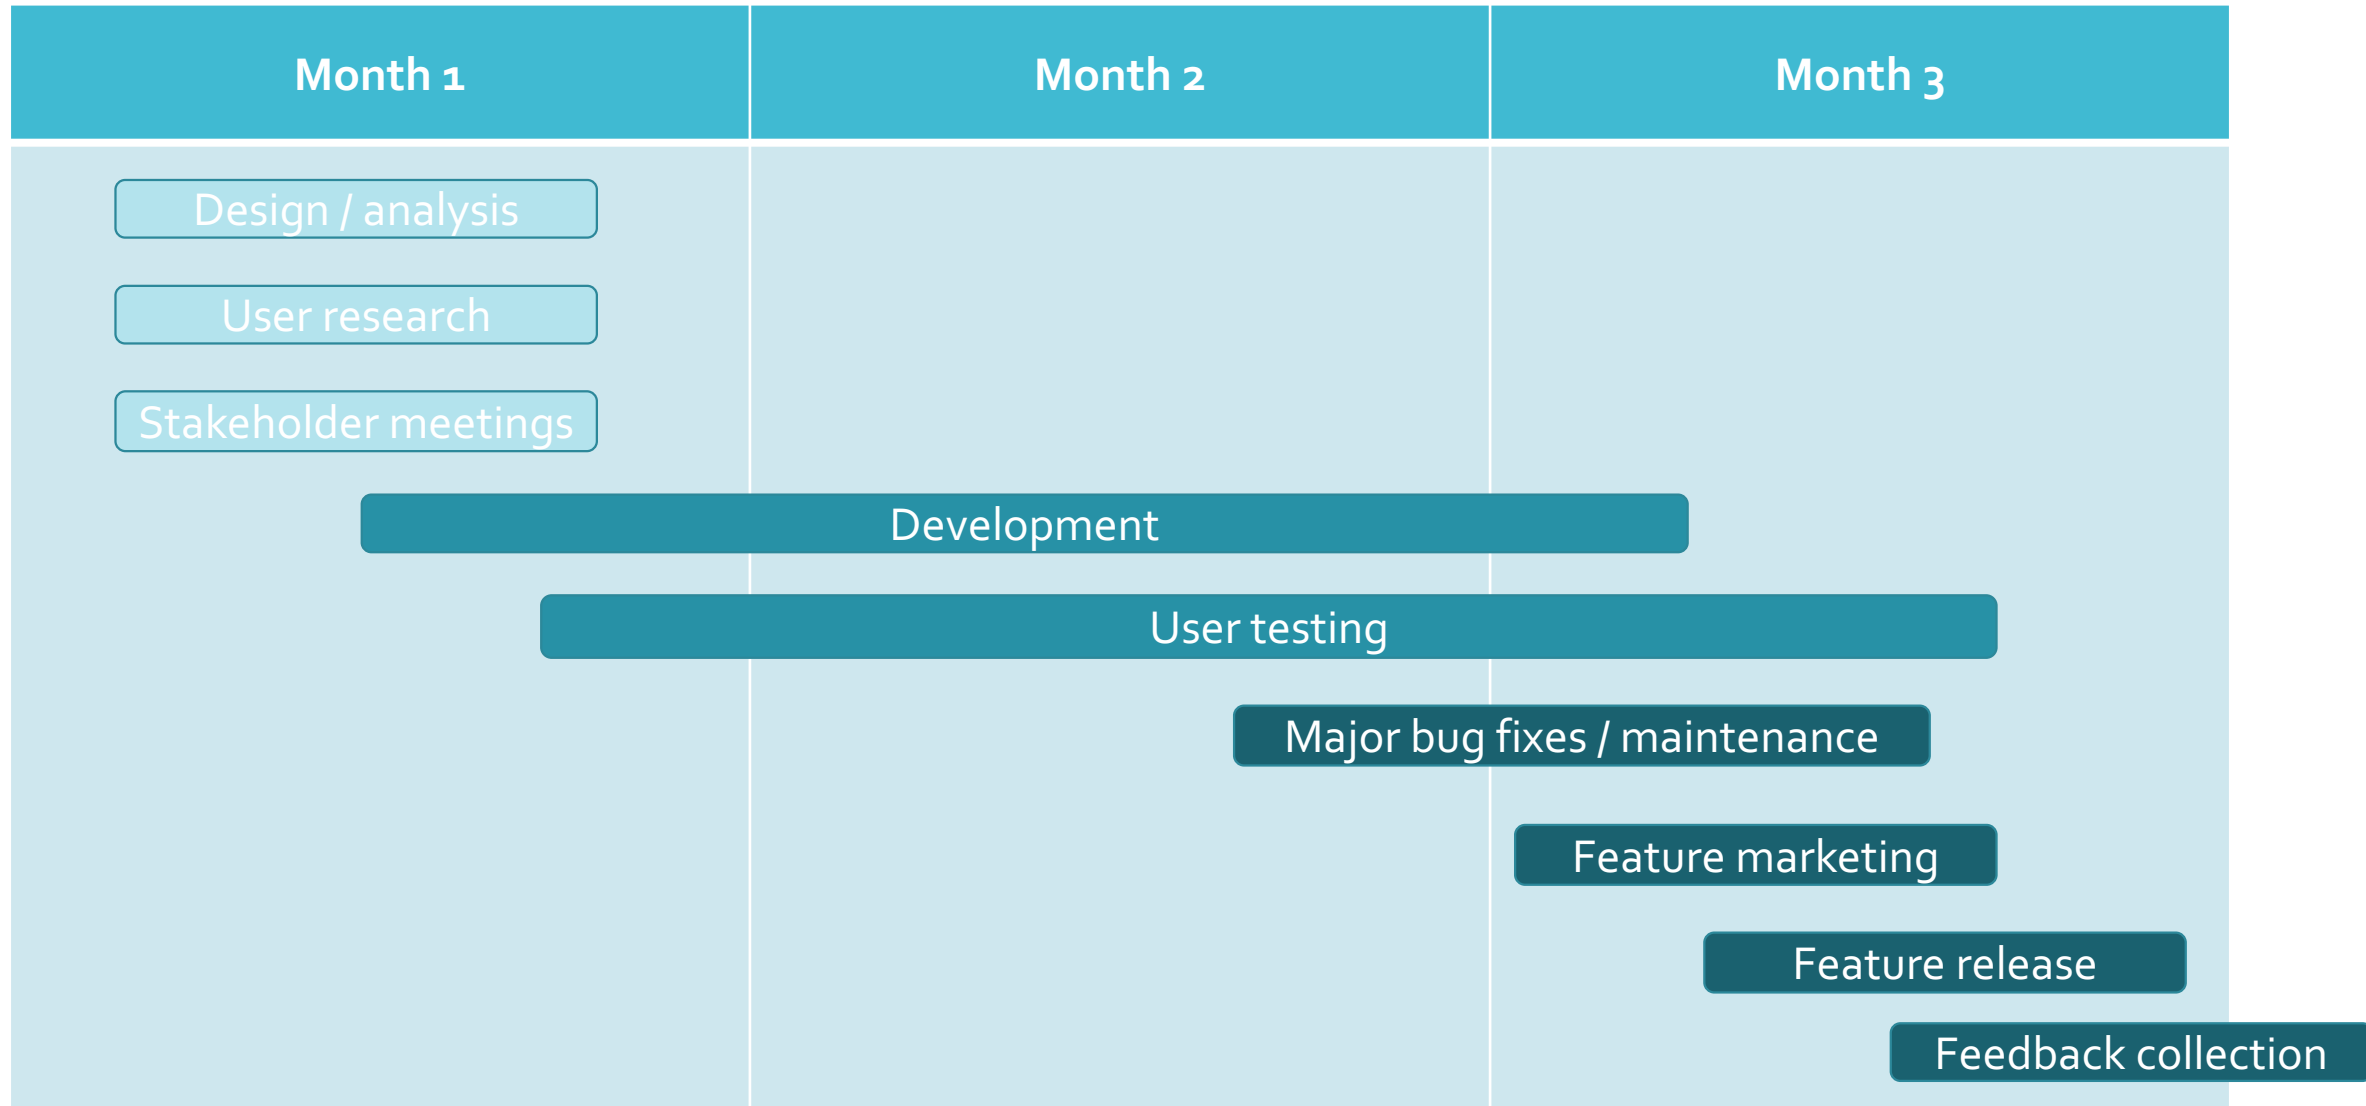 Month 1
Month 2
Month 3
Design / analysis
User research
Stakeholder meetings
Development
User testing
Major bug fixes / maintenance
Feature marketing
Feature release
Feedback collection